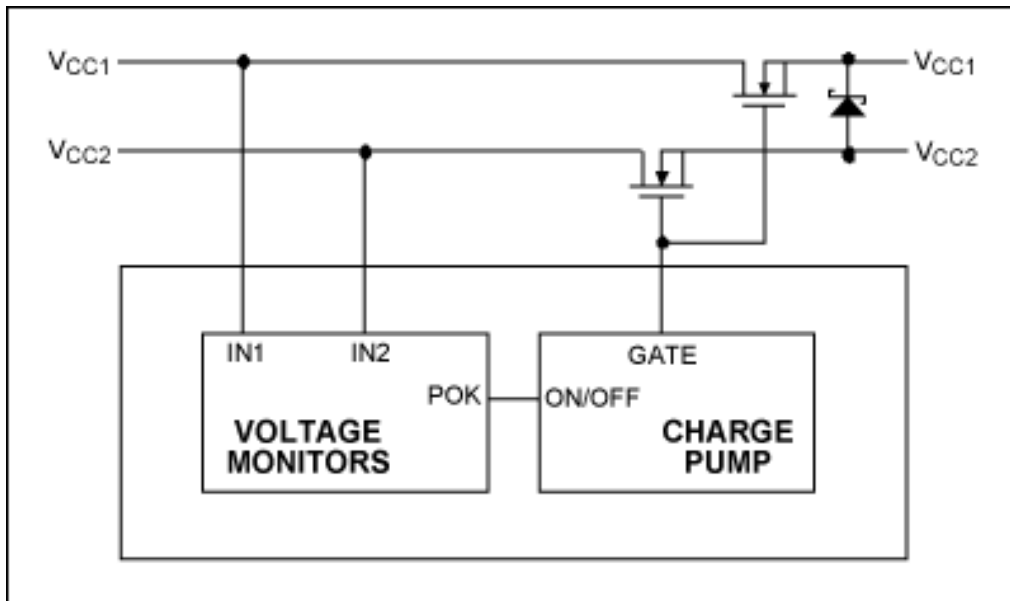 VCC1 VCC1
VCC2 VCC2
IN1 IN2 GATE
POK ON/OFF
VOLTAGE MONITORS
CHARGE PUMP